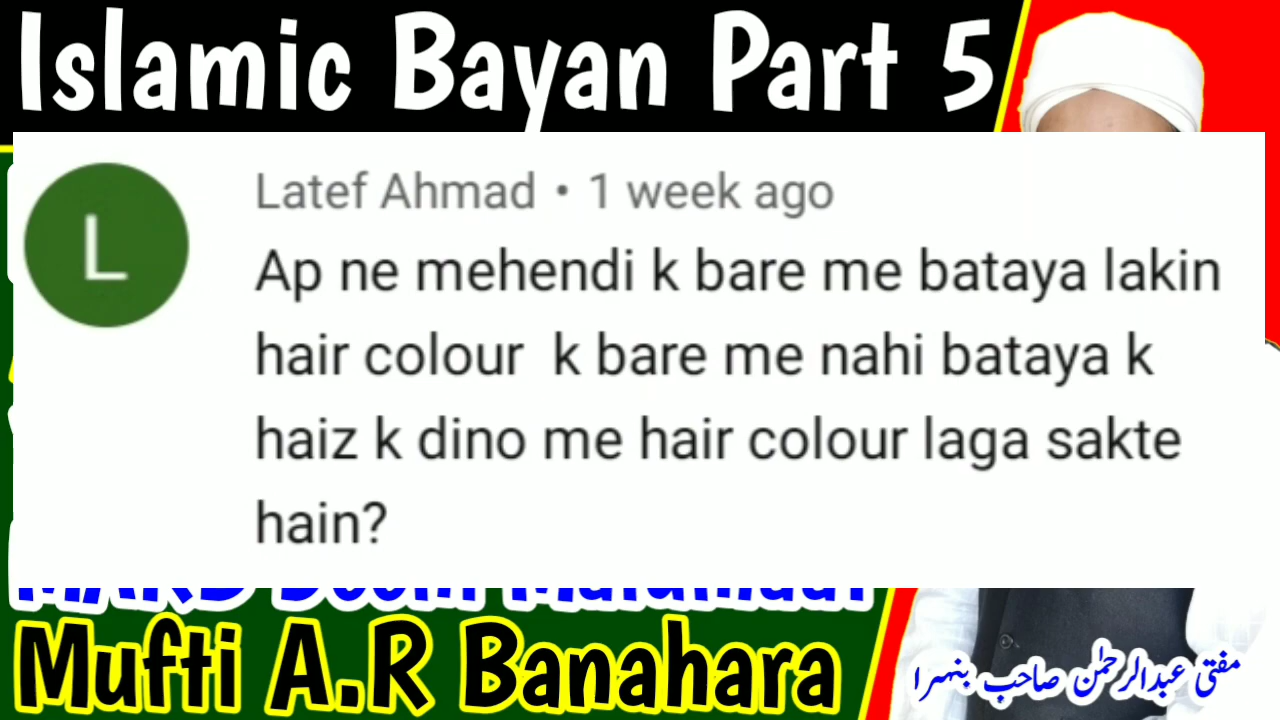 Islamic Bayan Part 5
L
Latef Ahmad • 1 week ago
Ap ne mehendi k bare me bataya lakin
hair colour k bare me nahi bataya k
haiz k dino me hair colour laga sakte
hain?
Mufti A.R Banahara
مفتی عبدالرحمٰن صاحب بنہرا